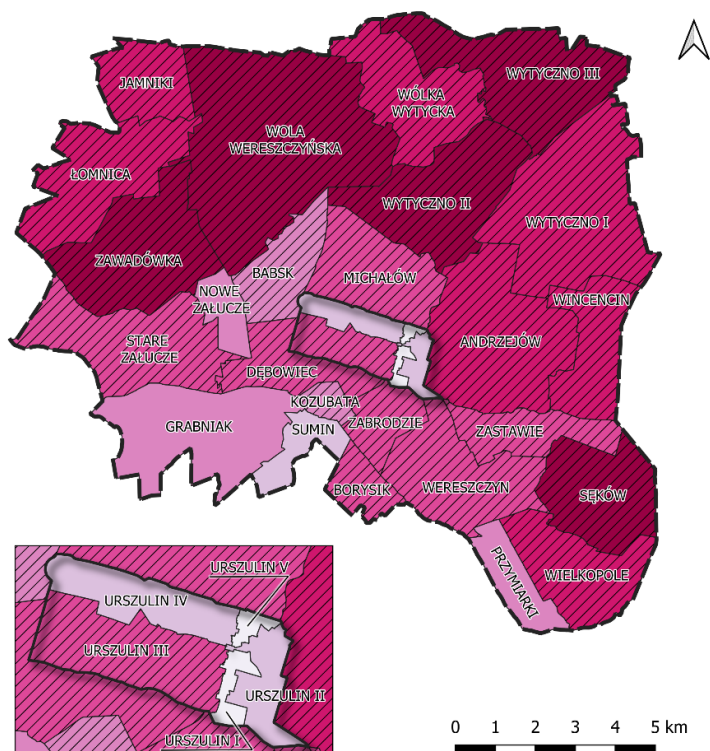 JAMNIKI
WYTYCZNO III
WÓLKA
WYTYCKA
WOLA
WERESZCZYŃSKA
ŁOMNICA
WYTYCZNO II
WYTYCZNO I
ZAWADÓWKA
BABSK
MICHAŁÓW
NOWE
ZAŁUCZE
WINCENCIN
STARE
ZAŁUCZE
ANDRZEJÓW
DĘBOWIEC
KOZUBATA
GRABNIAK
SUMIN
ZABRODZIE
ZASTAWIE
BORYSIK
WERESZCZYN
SĘKÓW
PRZYMIARKI
WIELKOPOLE
URSZULIN V
URSZULIN IV
URSZULIN III
URSZULIN II
URSZULIN I
0 1 2 3 4 5 km